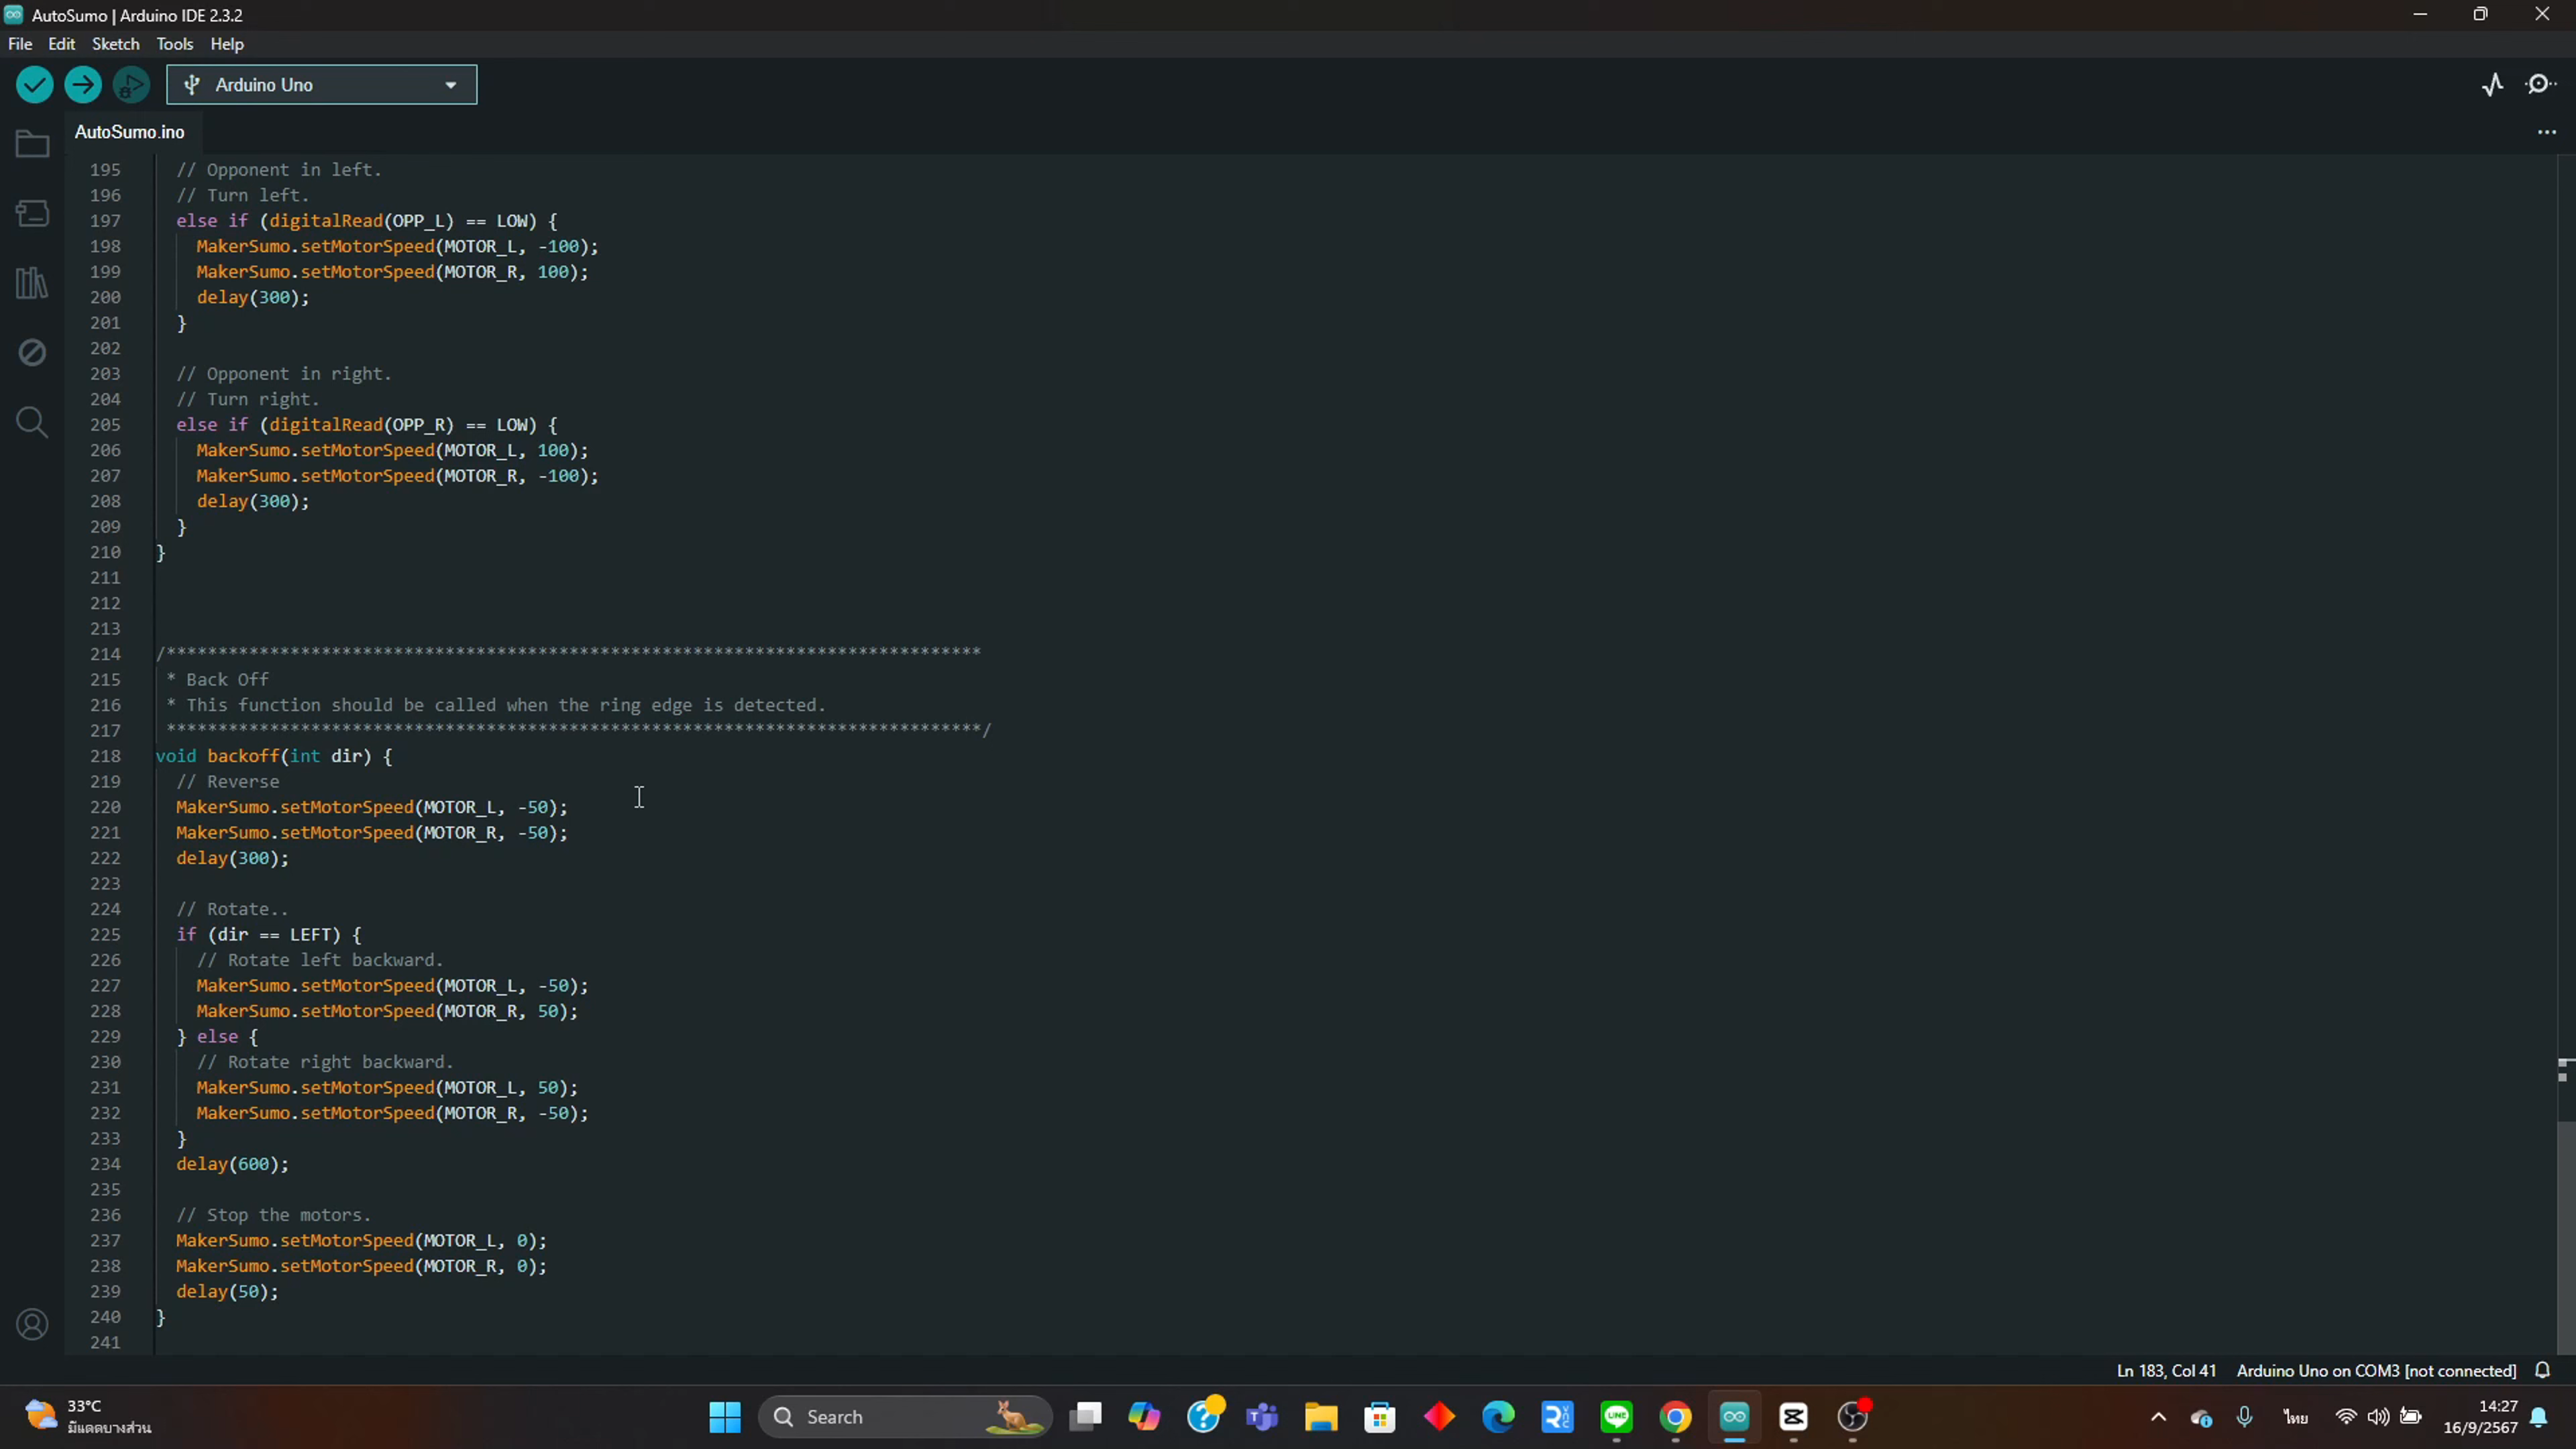 AutoSumo | Arduino IDE 2.3.2
File Edit Sketch Tools Help
Arduino Uno
AutoSumo.ino
195 // Opponent in left.
196 // Turn left.
197 else if (digitalRead(OPP_L) == LOW) {
198 MakerSumo.setMotorSpeed(MOTOR_L, -100);
199 MakerSumo.setMotorSpeed(MOTOR_R, 100);
200 delay(300);
201 }
202
203 // Opponent in right.
204 // Turn right.
205 else if (digitalRead(OPP_R) == LOW) {
206 MakerSumo.setMotorSpeed(MOTOR_L, 100);
207 MakerSumo.setMotorSpeed(MOTOR_R, -100);
208 delay(300);
209 }
210 }
211
212
213
214 /*******************************************************************************
215 * Back Off
216 * This function should be called when the ring edge is detected.
217 *******************************************************************************/
218 void backoff(int dir) {
219 // Reverse
220 MakerSumo.setMotorSpeed(MOTOR_L, -50);
221 MakerSumo.setMotorSpeed(MOTOR_R, -50);
222 delay(300);
223
224 // Rotate..
225 if (dir == LEFT) {
226 // Rotate left backward.
227 MakerSumo.setMotorSpeed(MOTOR_L, -50);
228 MakerSumo.setMotorSpeed(MOTOR_R, 50);
229 } else {
230 // Rotate right backward.
231 MakerSumo.setMotorSpeed(MOTOR_L, 50);
232 MakerSumo.setMotorSpeed(MOTOR_R, -50);
233 }
234 delay(600);
235
236 // Stop the motors.
237 MakerSumo.setMotorSpeed(MOTOR_L, 0);
238 MakerSumo.setMotorSpeed(MOTOR_R, 0);
239 delay(50);
240 }
241
Ln 183, Col 41 Arduino Uno on COM3 [not connected]
33°C
มีแดดบางส่วน
Search
ไทย
14:27
16/9/2567